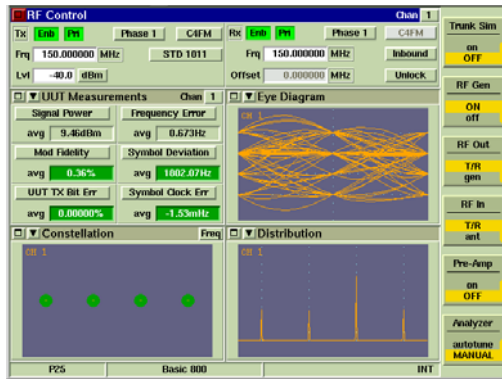 RF Control Chan 1
Tx Enb Pri Phase 1 C4FM
Frq 150.000000 MHz STD 1011
Lvl -40.0 dBm
Rx Enb Pri Phase 1 C4FM
Frq 150.000000 MHz Inbound
Offset 0.000000 MHz Unlock
UUT Measurements Chan 1
Signal Power Frequency Error
avg 9.46dBm avg 0.673Hz
Mod Fidelity Symbol Deviation
avg 0.36% avg 1802.07Hz
UUT TX Bit Err Symbol Clock Err
avg 0.00000% avg -1.53mHz
Eye Diagram
CH 1
Constellation Freq
CH 1
Distribution
CH 1
Trunk Sim
on
OFF
RF Gen
ON
off
RF Out
T/R
gen
RF In
T/R
ant
Pre-Amp
on
OFF
Analyzer
autotune
MANUAL
P25 Basic 800 INT